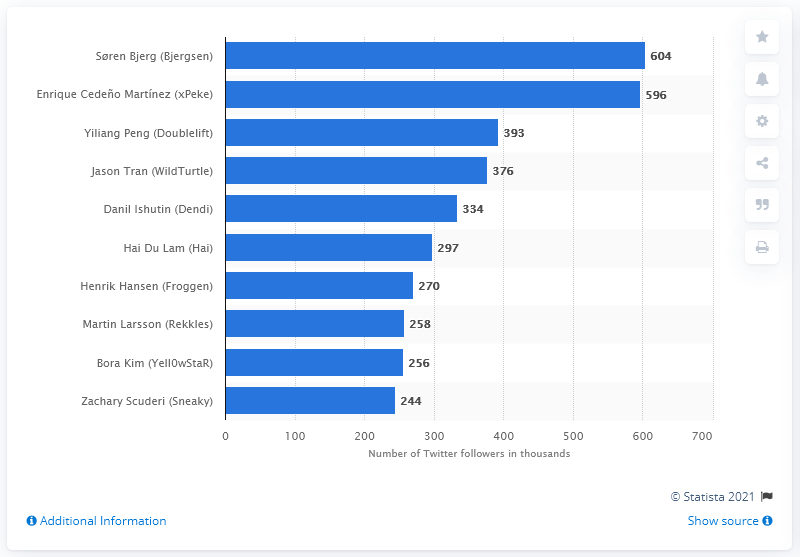 Søren Bjerg (Bjergsen) 604
Enrique Cedeño Martínez (xPeke) 596
Yiliang Peng (Doublelift) 393
Jason Tran (WildTurtle) 376
Danil Ishutin (Dendi) 334
Hai Du Lam (Hai) 297
Henrik Hansen (Froggen) 270
Martin Larsson (Rekkles) 258
Bora Kim (Yell0wStaR) 256
Zachary Scuderi (Sneaky) 244
0 100 200 300 400 500 600 700
Number of Twitter followers in thousands
© Statista 2021
Additional Information Show source